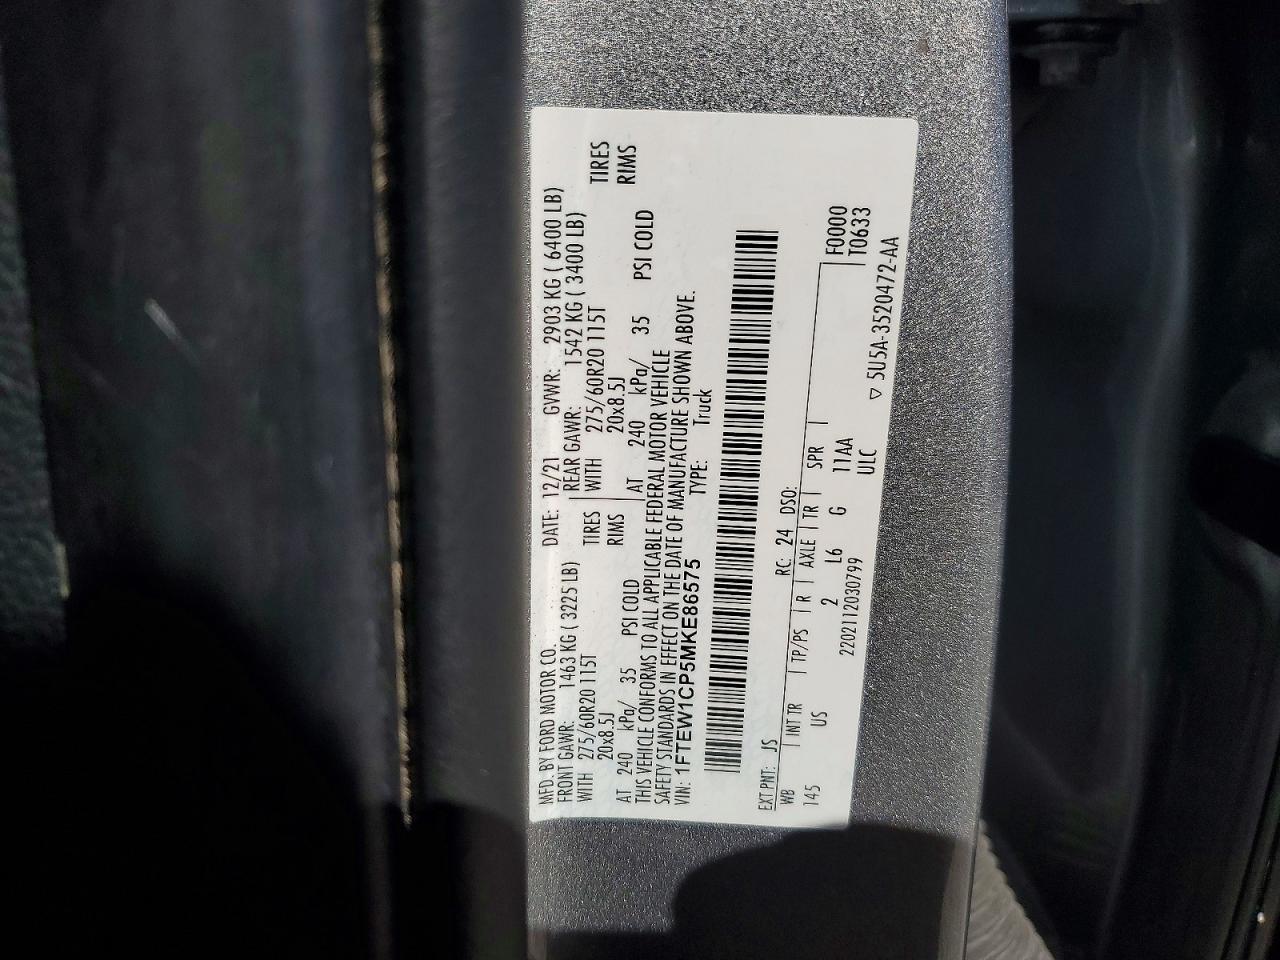 MFD. BY FORD MOTOR CO. DATE: 12/21 GVWR: 2903 KG ( 6400 LB)
FRONT GAWR: 1463 KG ( 3225 LB) REAR GAWR: 1542 KG ( 3400 LB)
WITH 275/60R20 115T TIRES WITH 275/60R20 115T TIRES
20x8.5J RIMS 20x8.5J RIMS
AT 240 kPa/ 35 PSI COLD AT 240 kPa/ 35 PSI COLD
THIS VEHICLE CONFORMS TO ALL APPLICABLE FEDERAL MOTOR VEHICLE
SAFETY STANDARDS IN EFFECT ON THE DATE OF MANUFACTURE SHOWN ABOVE.
VIN: 1FTEW1CP5MKE86575 TYPE: Truck
EXT PNT: JS RC: 24 DSO:
WB INT TR TP/PS R AXLE TR SPR F0000
145 US 2 L6 G 11AA T0633
2202112030799 ULC
▽ 5U5A-3520472-AA